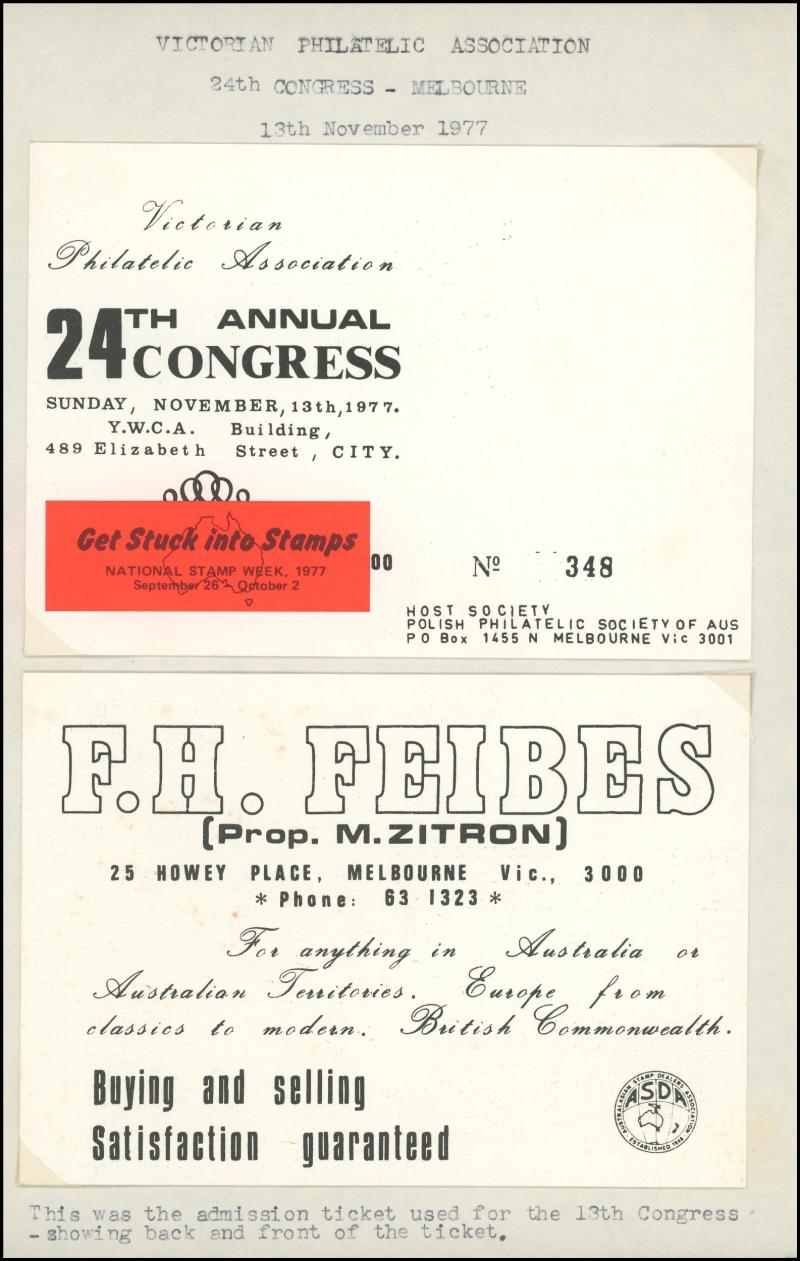 VICTORIAN PHILATELIC ASSOCIATION
24th CONGRESS - MELBOURNE
13th November 1977
Victorian
Philatelic Association
24TH ANNUAL
CONGRESS
SUNDAY, NOVEMBER, 13th, 1977.
Y.W.C.A. Building,
489 Elizabeth Street, CITY.
Get Stuck into Stamps
NATIONAL STAMP WEEK, 1977
September 26 - October 2
00
Nº 348
HOST SOCIETY
POLISH PHILATELIC SOCIETY OF AUS
P O Box 1455 N MELBOURNE Vic 3001
F.H. FEIBES
(Prop. M. ZITRON)
25 HOWEY PLACE, MELBOURNE Vic., 3000
* Phone: 63 1323 *
For anything in Australia or
Australian Territories. Europe from
classics to modern. British Commonwealth.
Buying and selling
Satisfaction guaranteed
AUSTRALASIAN STAMP DEALERS ASSOCIATION
ASDA
ESTABLISHED 1948
This was the admission ticket used for the 13th Congress
- showing back and front of the ticket.